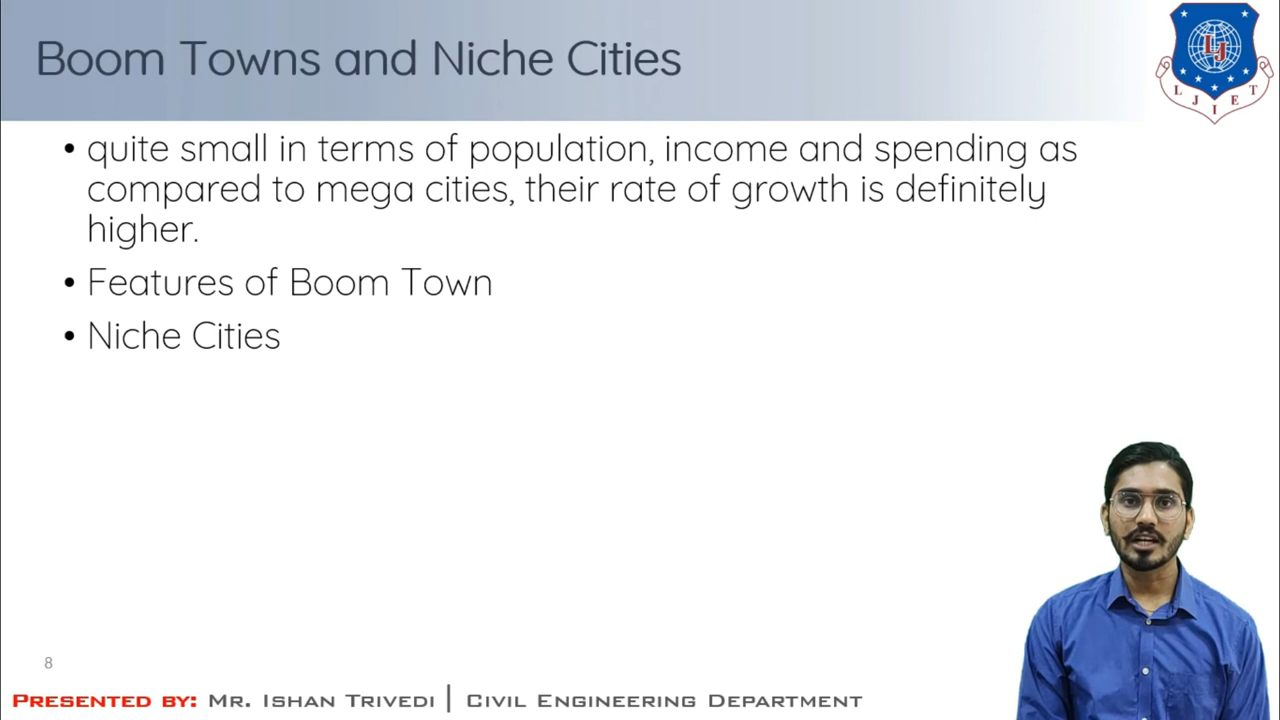 Boom Towns and Niche Cities
• quite small in terms of population, income and spending as
compared to mega cities, their rate of growth is definitely
higher.
• Features of Boom Town
• Niche Cities
LJ
L J I E T
8
PRESENTED BY: MR. ISHAN TRIVEDI | CIVIL ENGINEERING DEPARTMENT